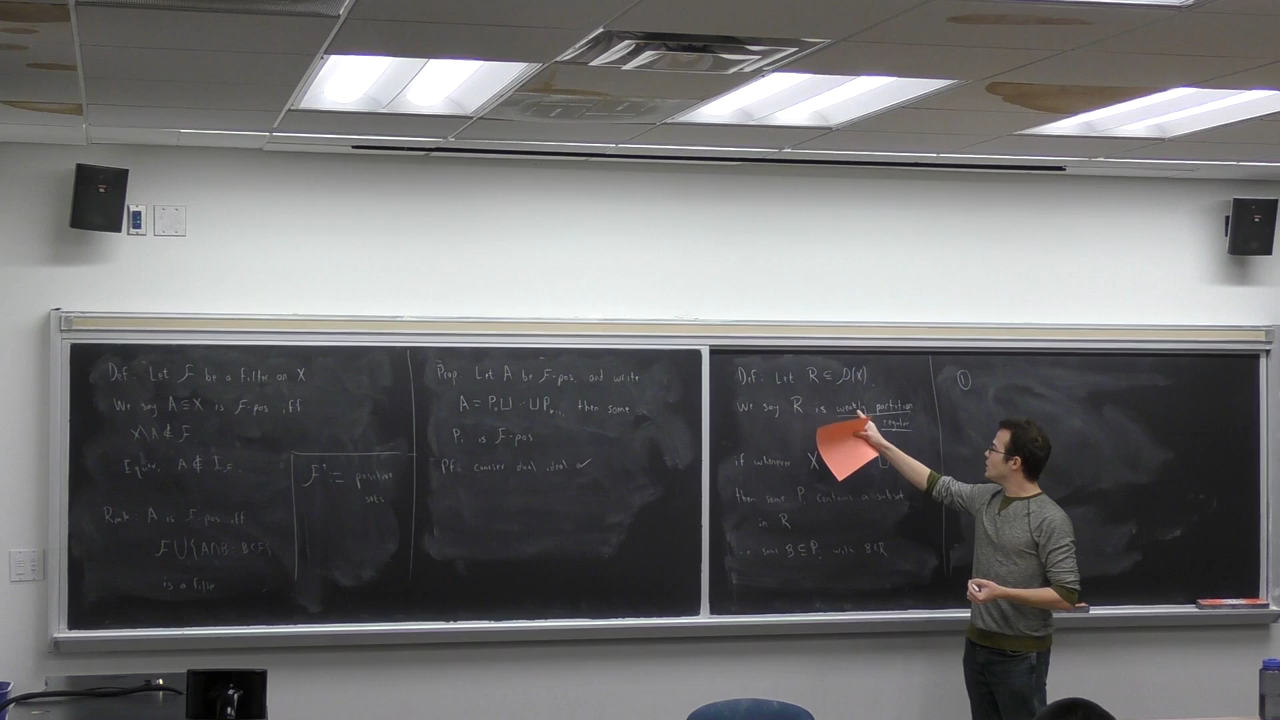 Def. Let F be a filter on X
We say A ⊆ X is F-pos iff
X\A ∉ F
Equiv. A ∉ I_F.
Rmk: A is F-pos iff
F ∪ {A∩B : B∈F}
is a filter
F⁺ := positive
sets
Prop. Let A be F-pos, and write
A = P₀ ⊔ ⊔ P then some
Pᵢ is F-pos
Pf: consider dual ideal ✓
Def. Let R ⊆ P(X).
We say R is weakly partition
regular
if whenever X
then some Pᵢ contains a subset
in R
some B ⊆ Pᵢ with B∈R
①